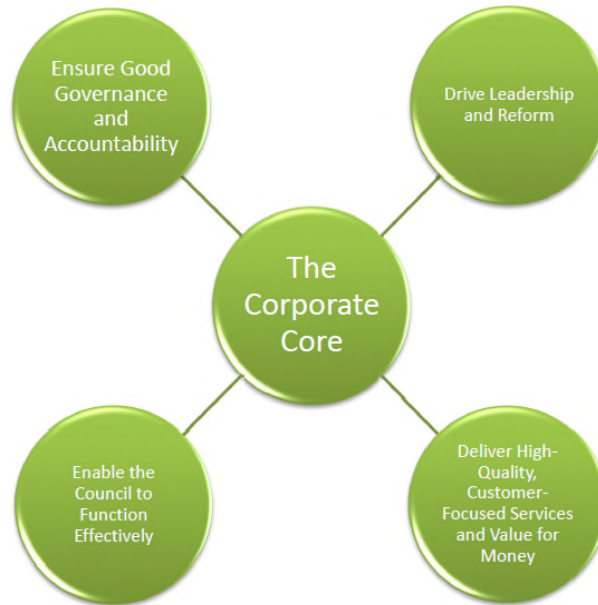 Ensure Good
Governance
and
Accountability
Drive Leadership
and Reform
The
Corporate
Core
Enable the
Council to
Function
Effectively
Deliver High-
Quality,
Customer-
Focused Services
and Value for
Money